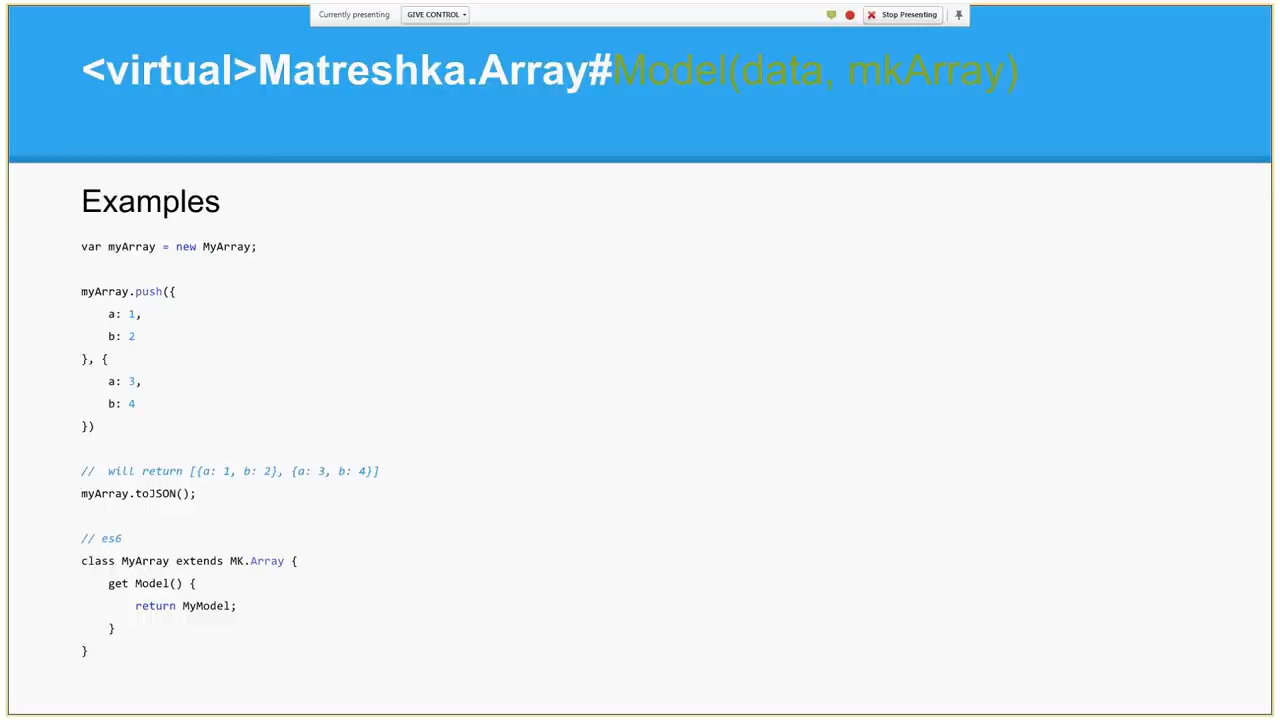 Currently presenting GIVE CONTROL Stop Presenting
<virtual>Matreshka.Array#Model(data, mkArray)
Examples
var myArray = new MyArray;
myArray.push({
    a: 1,
    b: 2
}, {
    a: 3,
    b: 4
})
//  will return [{a: 1, b: 2}, {a: 3, b: 4}]
myArray.toJSON();
// es6
class MyArray extends MK.Array {
    get Model() {
        return MyModel;
    }
}